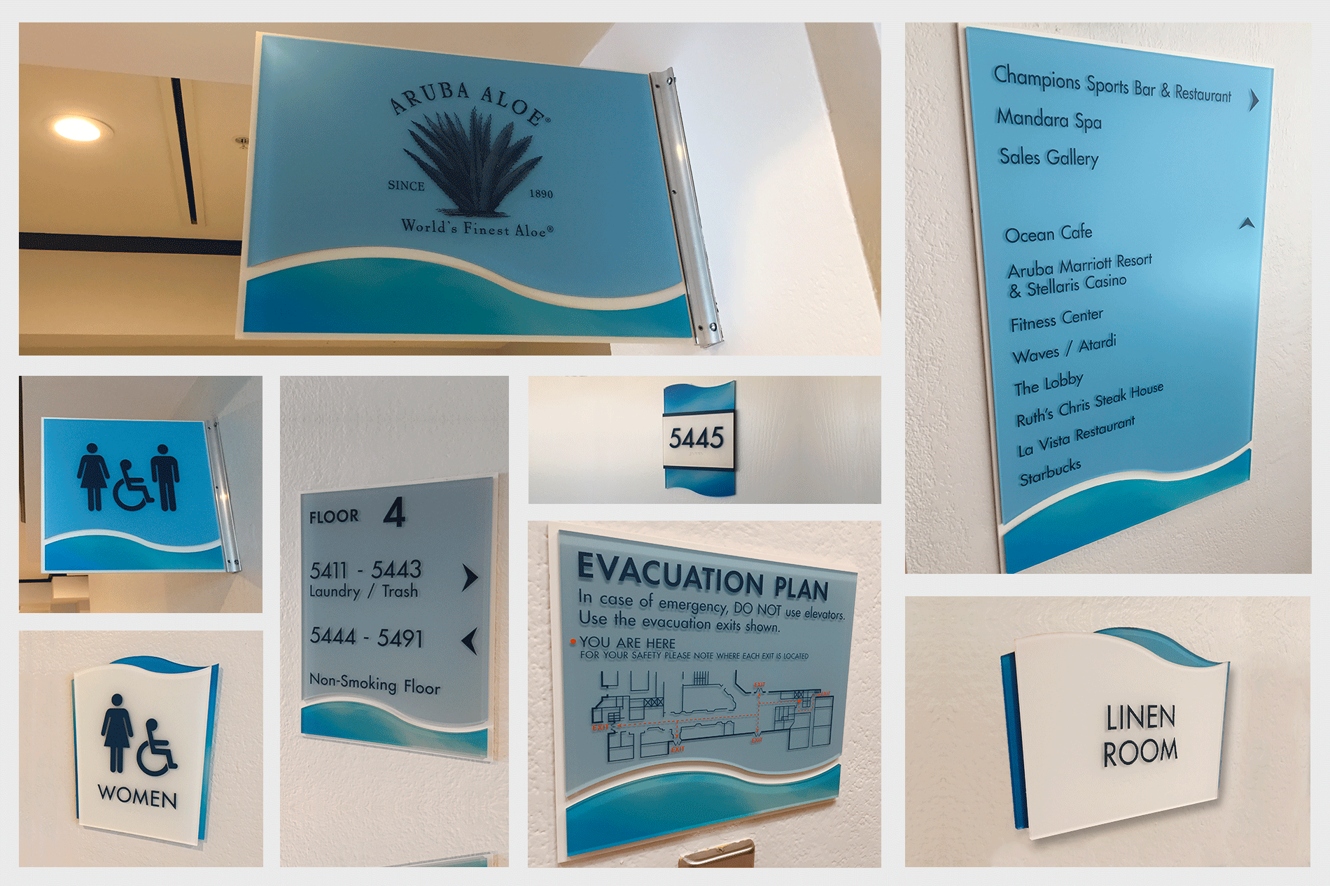 ARUBA ALOE®
SINCE 1890
World's Finest Aloe®
Champions Sports Bar & Restaurant
Mandara Spa
Sales Gallery
Ocean Cafe
Aruba Marriott Resort
& Stellaris Casino
Fitness Center
Waves / Atardi
The Lobby
Ruth's Chris Steak House
La Vista Restaurant
Starbucks
FLOOR 4
5411 - 5443
Laundry / Trash
5444 - 5491
Non-Smoking Floor
5445
EVACUATION PLAN
In case of emergency, DO NOT use elevators.
Use the evacuation exits shown.
YOU ARE HERE
FOR YOUR SAFETY PLEASE NOTE WHERE EACH EXIT IS LOCATED
WOMEN
LINEN
ROOM